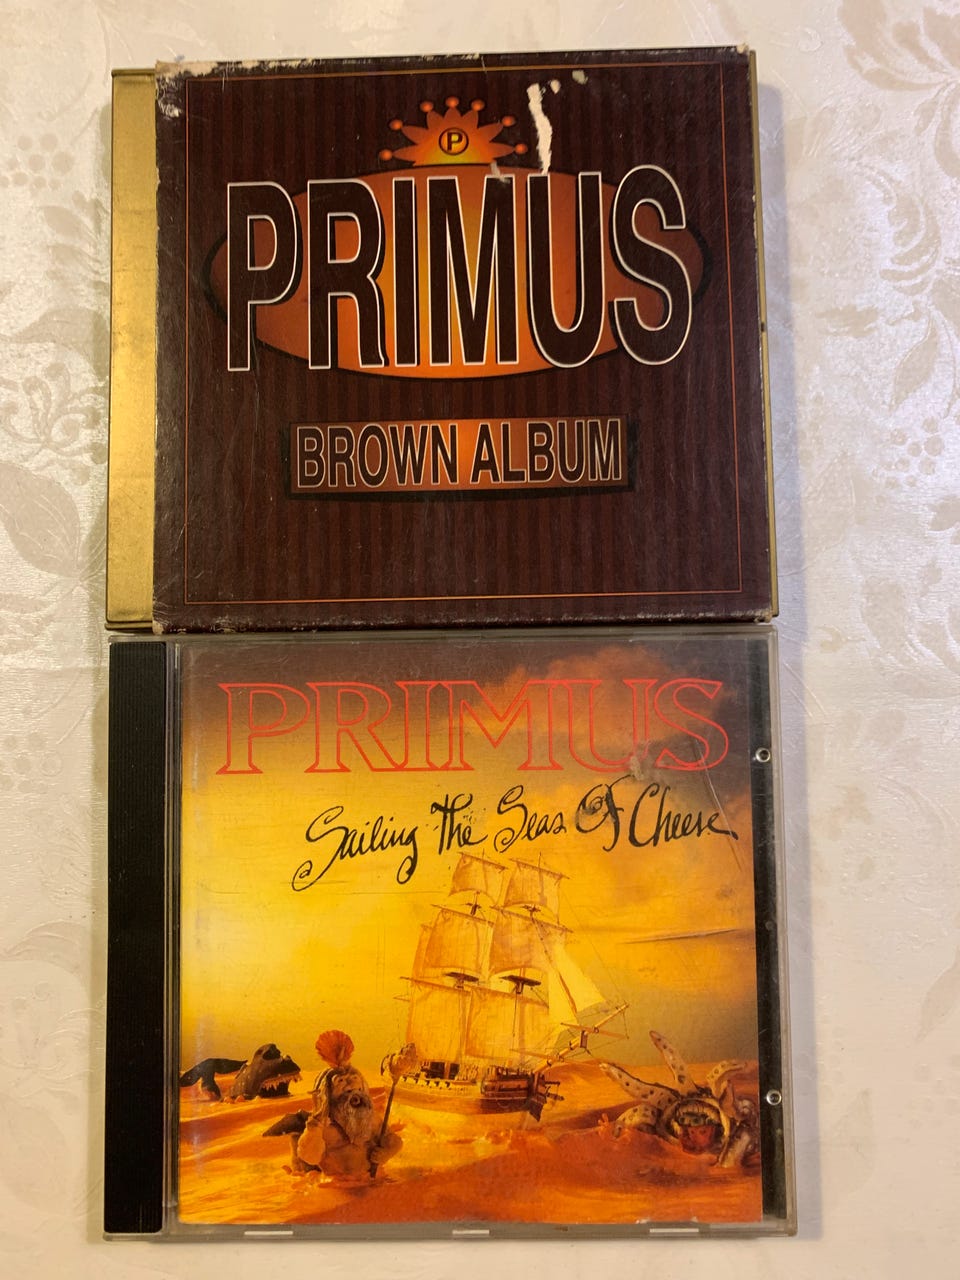 P
PRIMUS
BROWN ALBUM
PRIMUS
Sailing The Seas Of Cheese